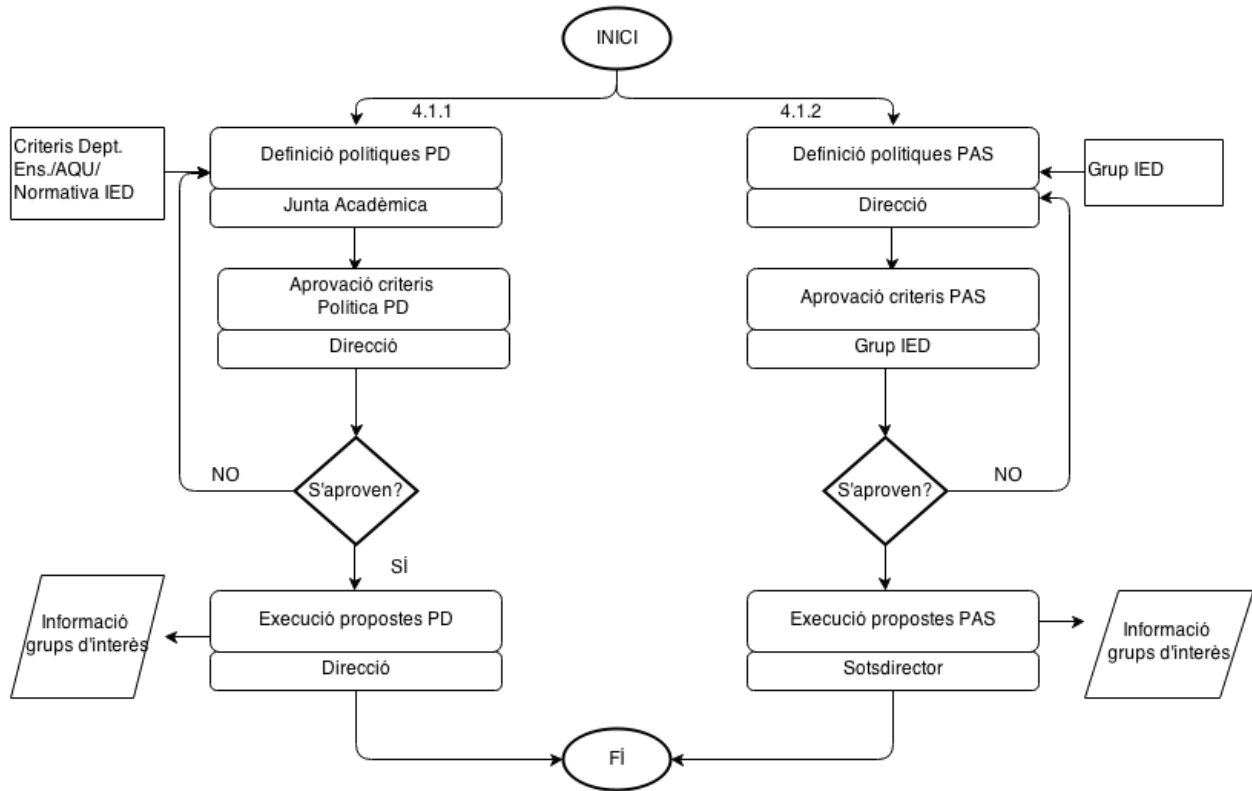 INICI
4.1.1
4.1.2
Criteris Dept.
Ens./AQU/
Normativa IED
Definició polítiques PD
Junta Acadèmica
Definició polítiques PAS
Direcció
Grup IED
Aprovació criteris
Política PD
Direcció
Aprovació criteris PAS
Grup IED
NO
S'aproven?
S'aproven?
NO
SÍ
Informació
grups d'interès
Execució propostes PD
Direcció
Execució propostes PAS
Sotsdirector
Informació
grups d'interès
FÍ